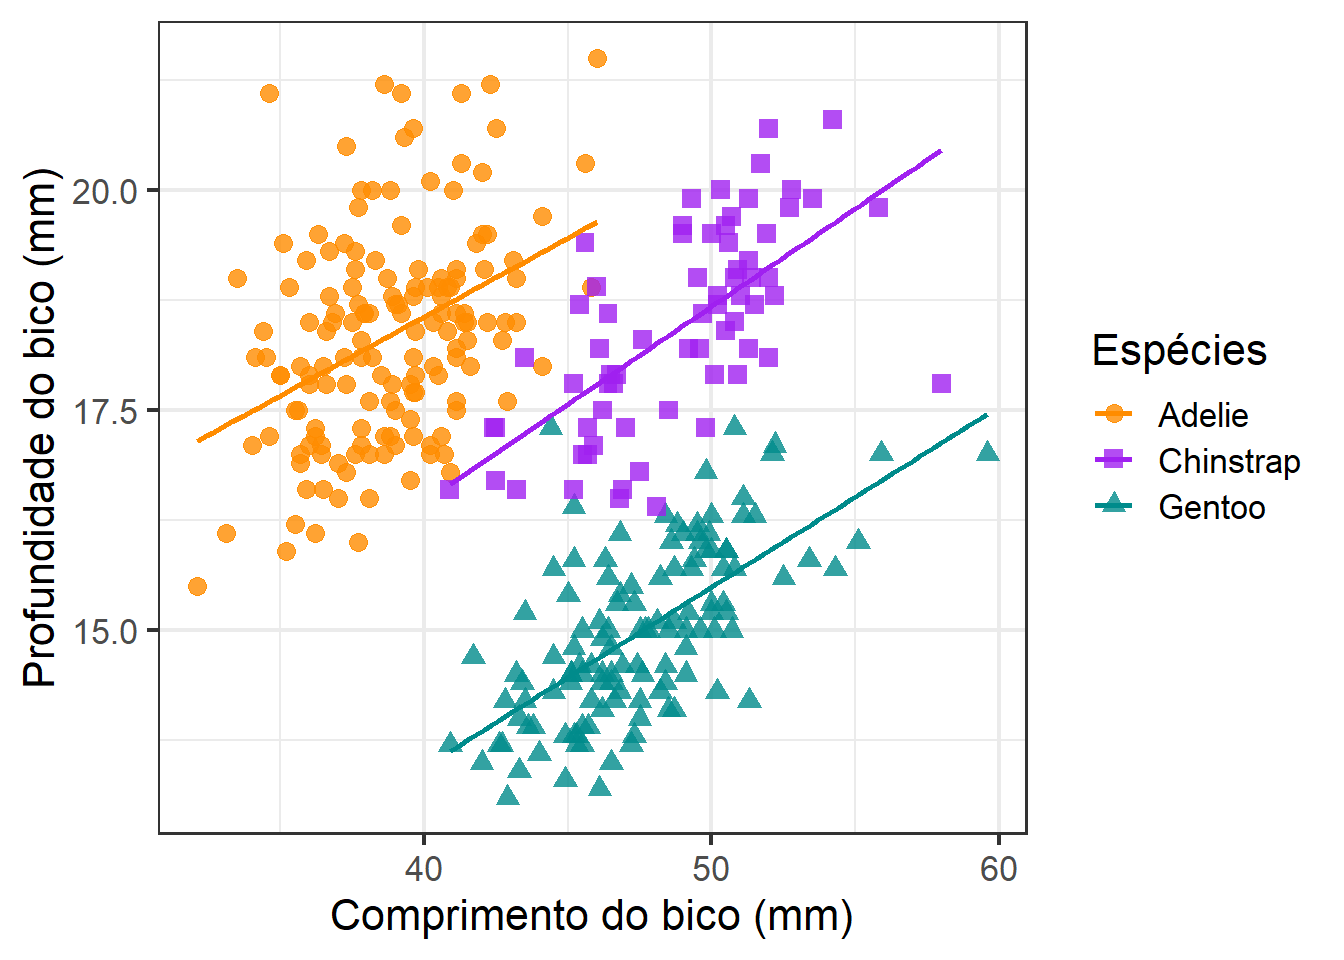 Profundidade do bico (mm)
20.0
17.5
15.0
40
50
60
Comprimento do bico (mm)
Espécies
Adelie
Chinstrap
Gentoo